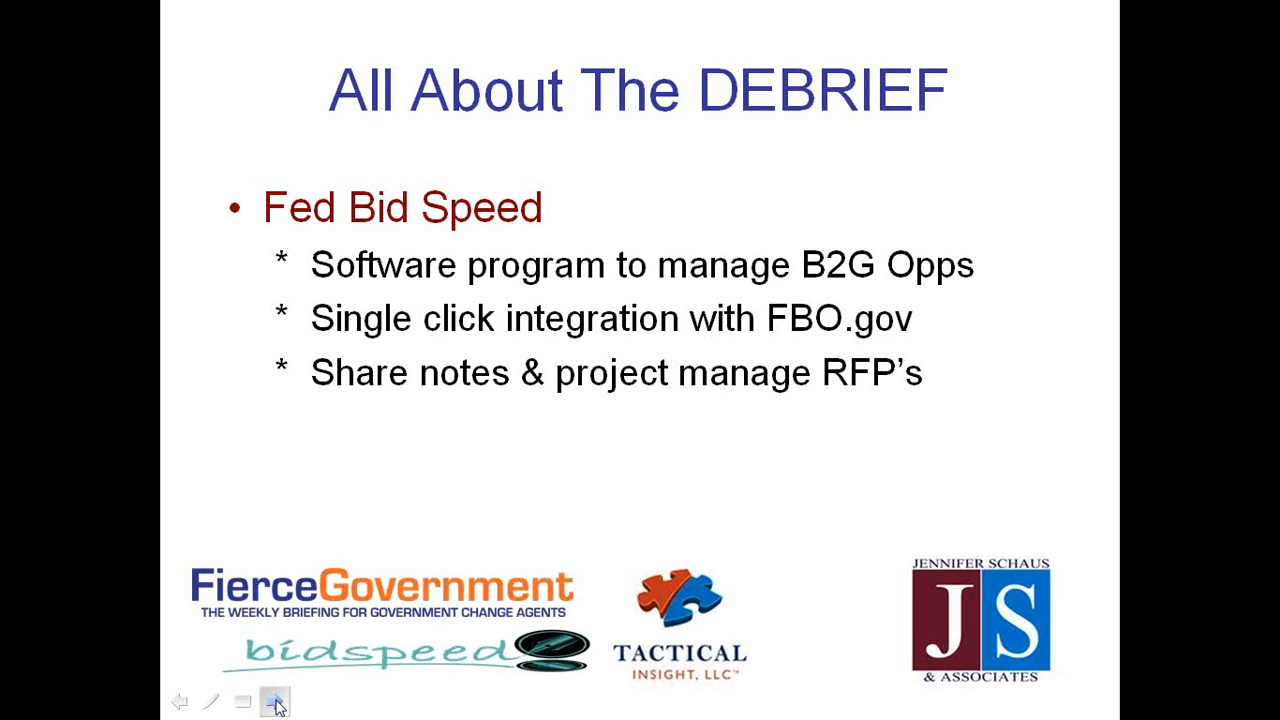 All About The DEBRIEF
• Fed Bid Speed
* Software program to manage B2G Opps
* Single click integration with FBO.gov
* Share notes & project manage RFP’s
FierceGovernment
THE WEEKLY BRIEFING FOR GOVERNMENT CHANGE AGENTS
bidspeed
TACTICAL
INSIGHT, LLC™
JENNIFER SCHAUS
JS
& ASSOCIATES